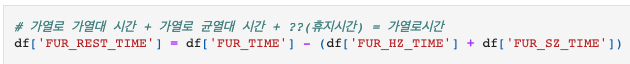 # 가열로 가열대 시간 + 가열로 균열대 시간 + ??(휴지시간) = 가열로시간
df['FUR_REST_TIME'] = df['FUR_TIME'] - (df['FUR_HZ_TIME'] + df['FUR_SZ_TIME'])